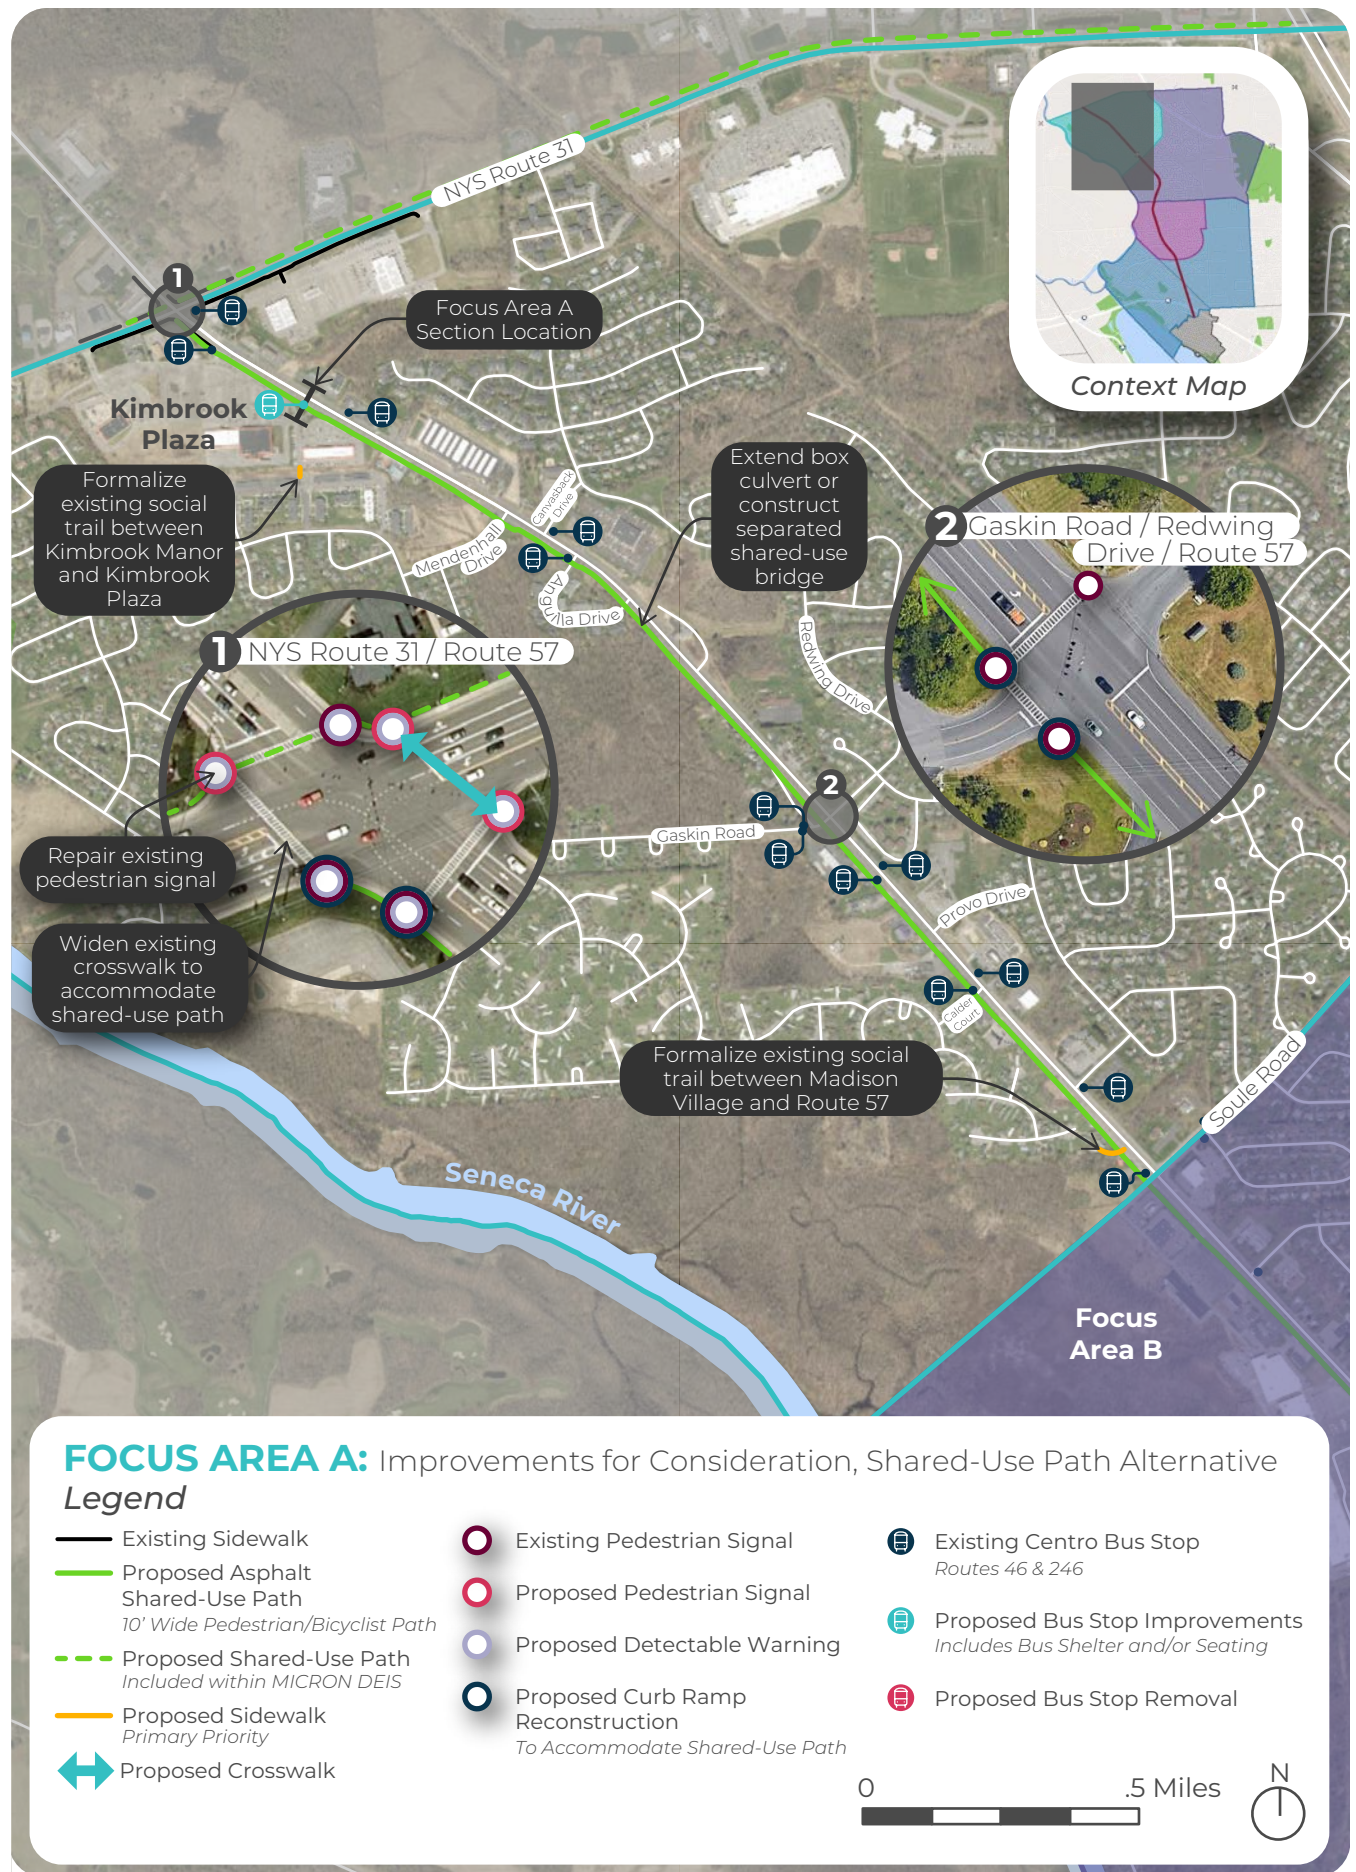 NYS Route 31
Context Map
1
Focus Area A
Section Location
Kimbrook
Plaza
Formalize
existing social
trail between
Kimbrook Manor
and Kimbrook
Plaza
Canvasback
Drive
Mendenhall
Drive
Anguilla Drive
Extend box
culvert or
construct
separated
shared-use
bridge
2 Gaskin Road / Redwing
Drive / Route 57
Redwing Drive
1 NYS Route 31 / Route 57
Repair existing
pedestrian signal
Widen existing
crosswalk to
accommodate
shared-use path
2
Gaskin Road
Provo Drive
Calder
Court
Formalize existing social
trail between Madison
Village and Route 57
Soule Road
Seneca River
Focus
Area B
FOCUS AREA A: Improvements for Consideration, Shared-Use Path Alternative
Legend
Existing Sidewalk
Proposed Asphalt
Shared-Use Path
10' Wide Pedestrian/Bicyclist Path
Proposed Shared-Use Path
Included within MICRON DEIS
Proposed Sidewalk
Primary Priority
Proposed Crosswalk
Existing Pedestrian Signal
Proposed Pedestrian Signal
Proposed Detectable Warning
Proposed Curb Ramp
Reconstruction
To Accommodate Shared-Use Path
Existing Centro Bus Stop
Routes 46 & 246
Proposed Bus Stop Improvements
Includes Bus Shelter and/or Seating
Proposed Bus Stop Removal
0 .5 Miles
N